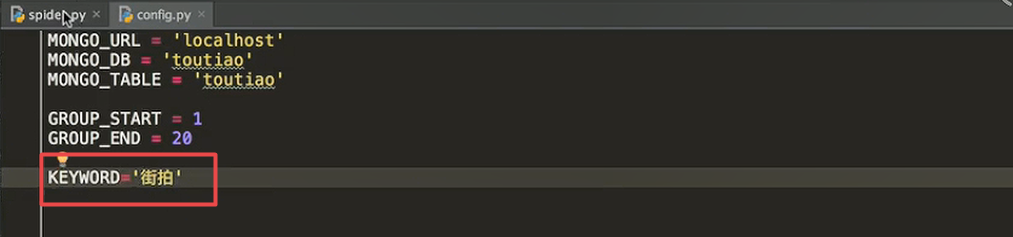 spider.py × config.py ×
MONGO_URL = 'localhost'
MONGO_DB = 'toutiao'
MONGO_TABLE = 'toutiao'
GROUP_START = 1
GROUP_END = 20
KEYWORD='街拍'